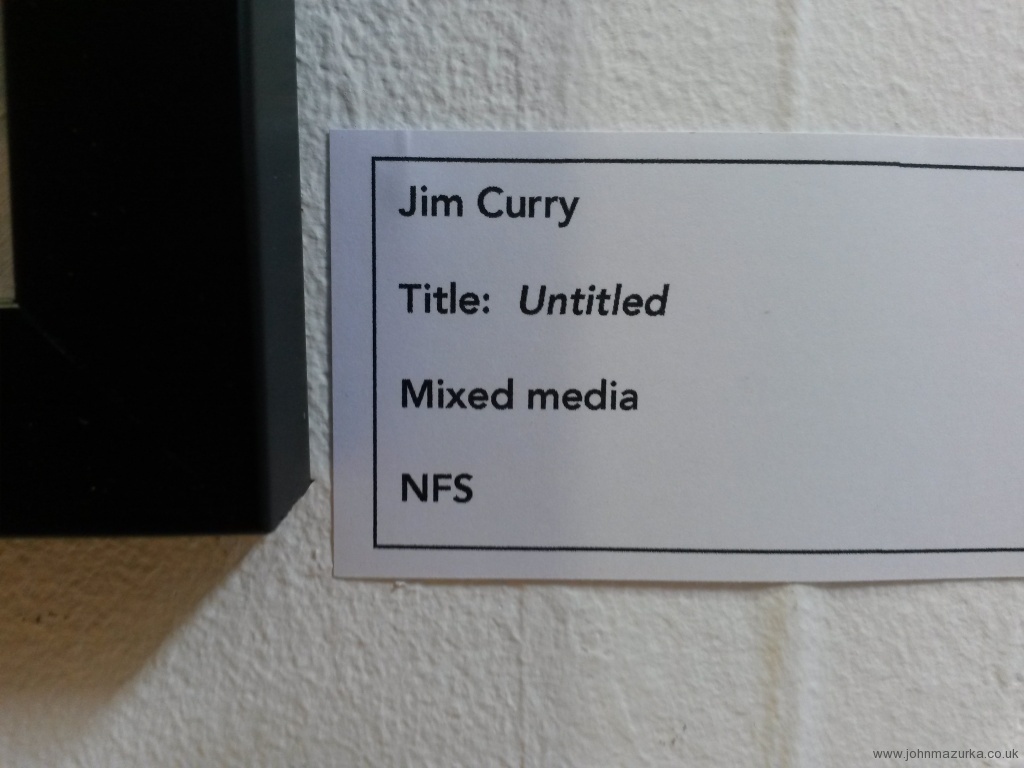 Jim Curry
Title: Untitled
Mixed media
NFS
www.johnmazurka.co.uk